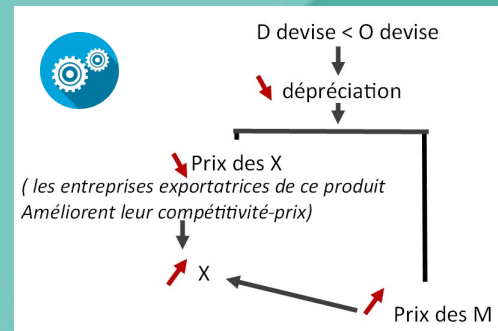 D devise < O devise
dépréciation
Prix des X
( les entreprises exportatrices de ce produit
Améliorent leur compétitivité-prix)
X
Prix des M